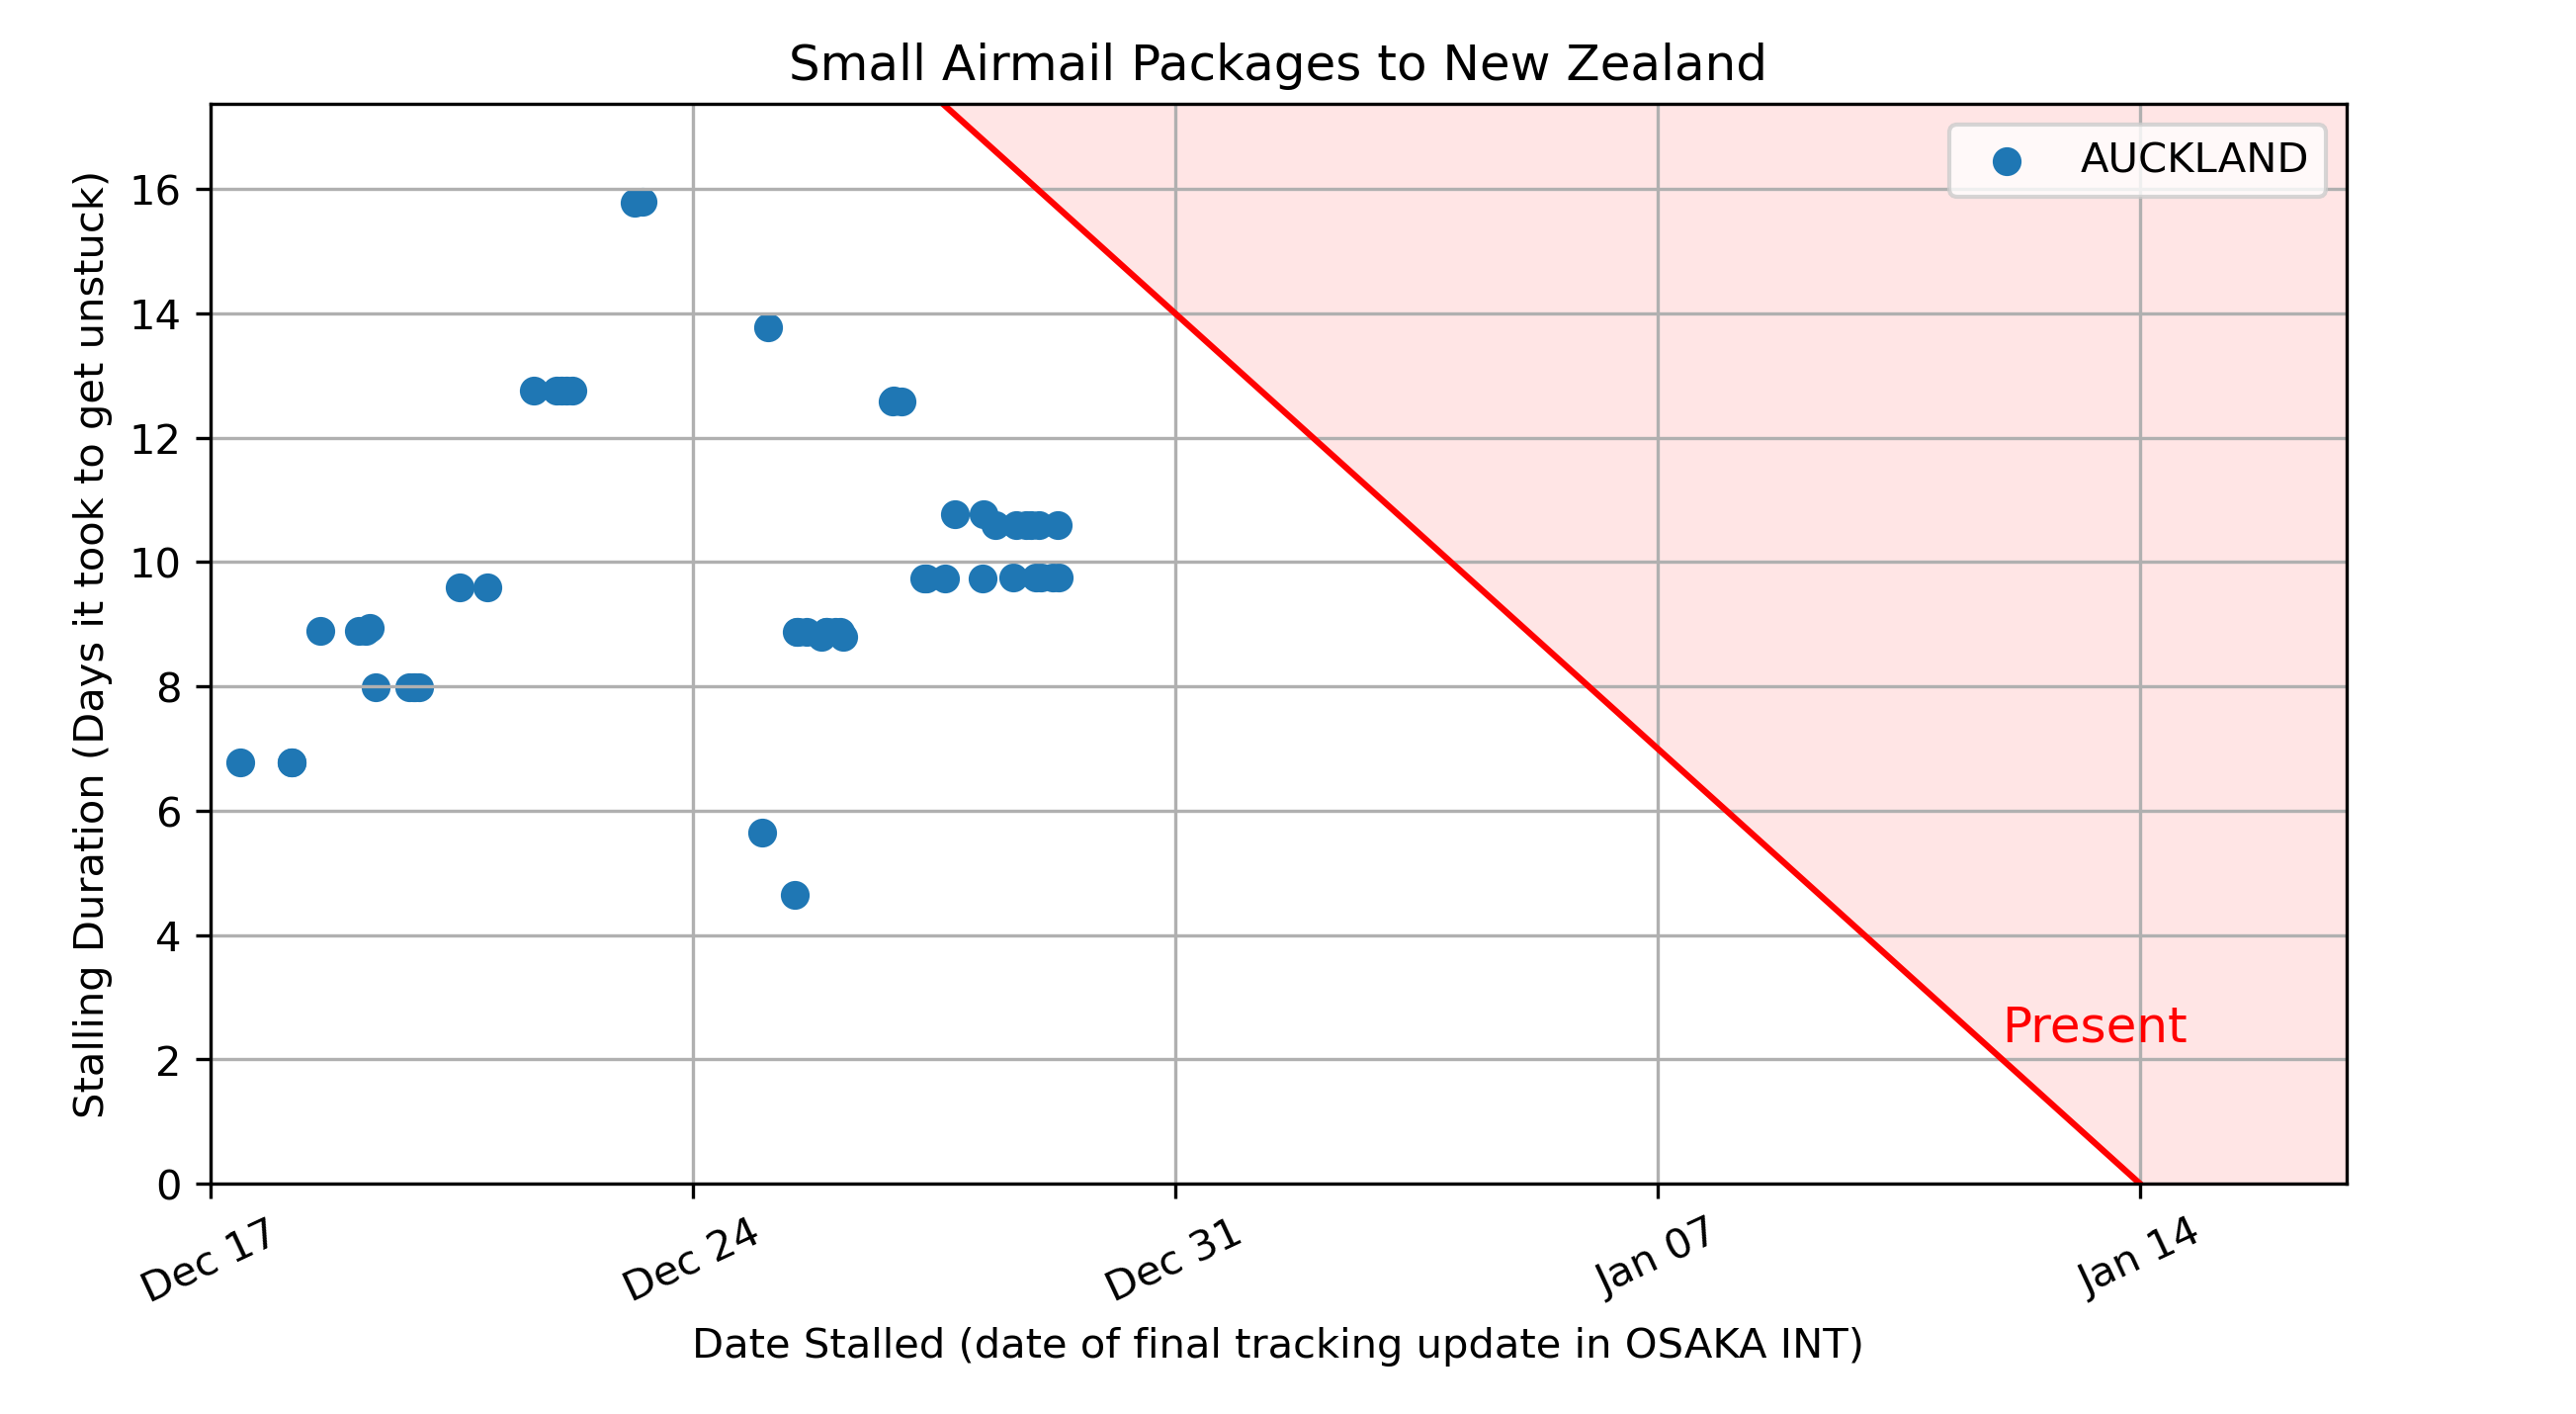 Small Airmail Packages to New Zealand
AUCKLAND
Stalling Duration (Days it took to get unstuck)
16
14
12
10
8
6
4
2
0
Present
Dec 17
Dec 24
Dec 31
Jan 07
Jan 14
Date Stalled (date of final tracking update in OSAKA INT)